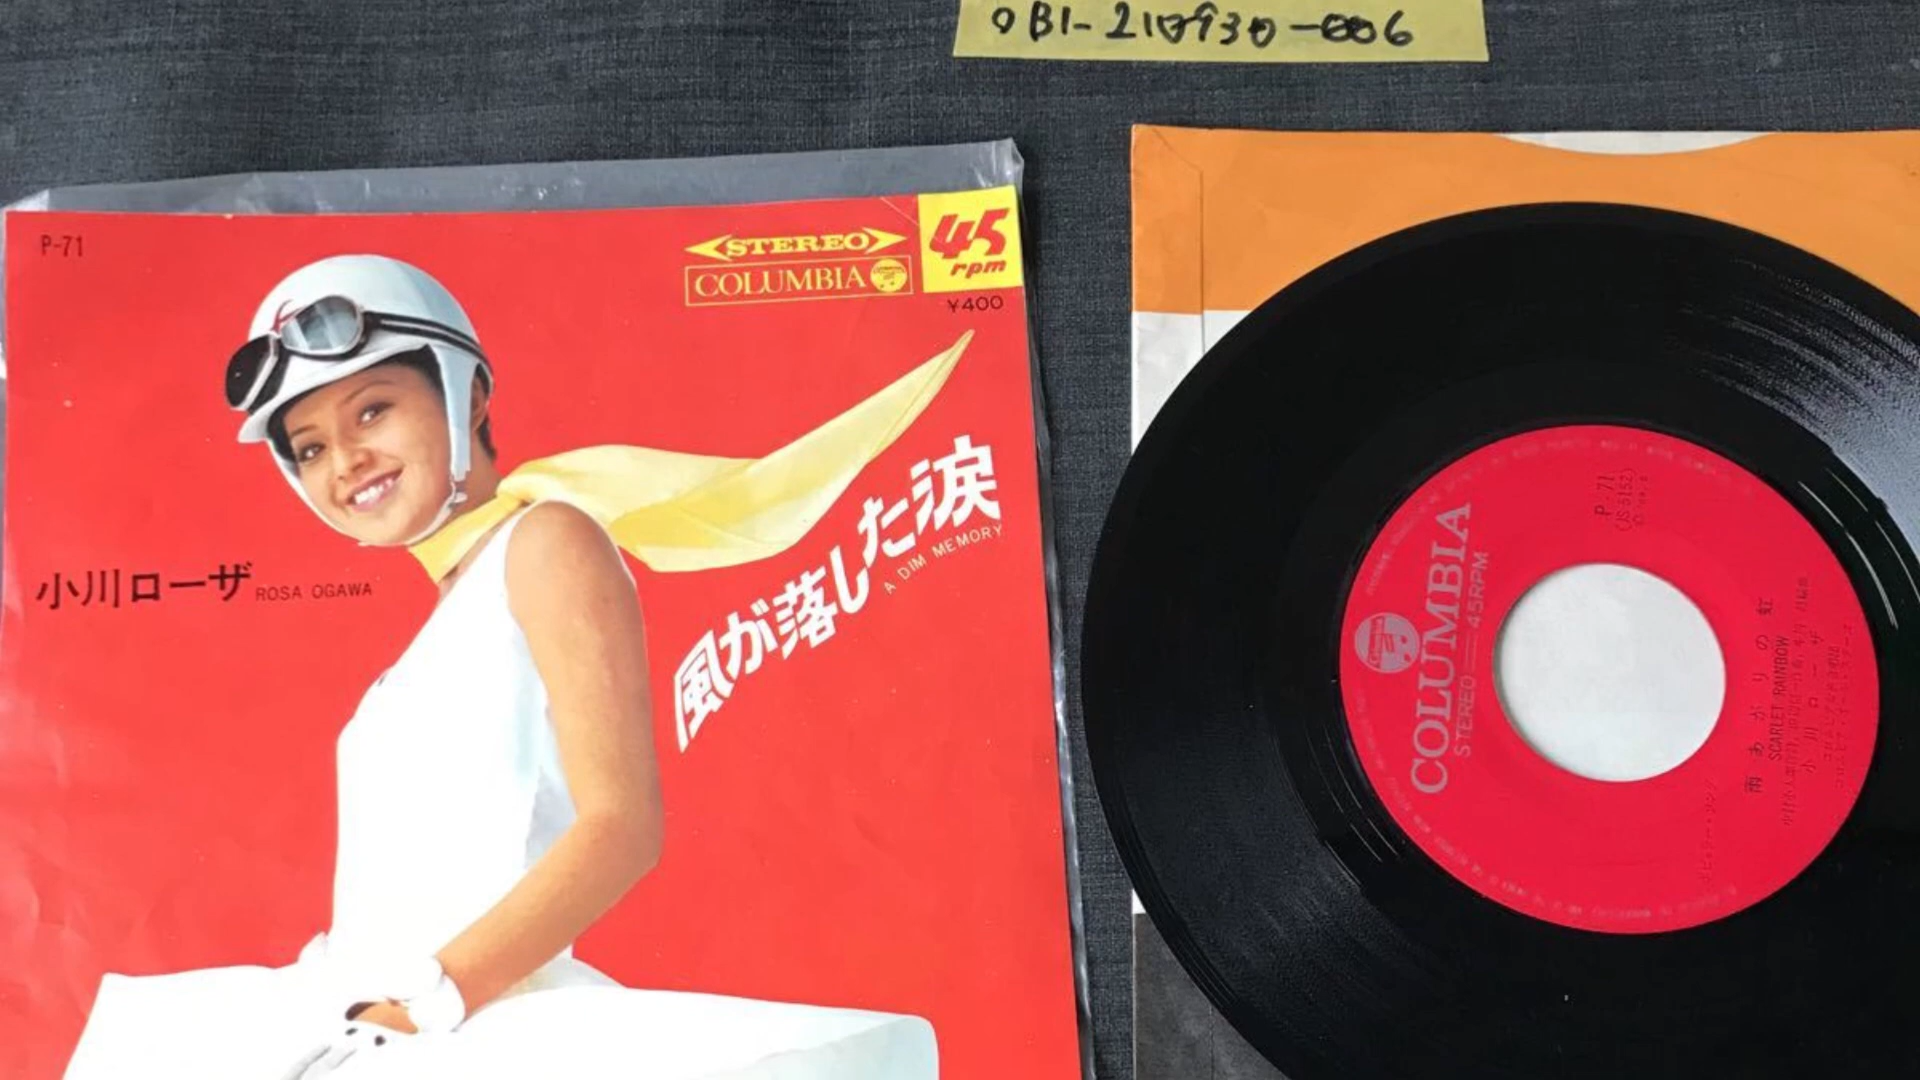 OBI-210930-006
P-71
STEREO
COLUMBIA
45
rpm
¥400
小川ローザ ROSA OGAWA
風が落した涙
A DIM MEMORY
COLUMBIA
STEREO 45RPM
P-71
雨あがりの虹
SCARLET RAINBOW
小川ローザ